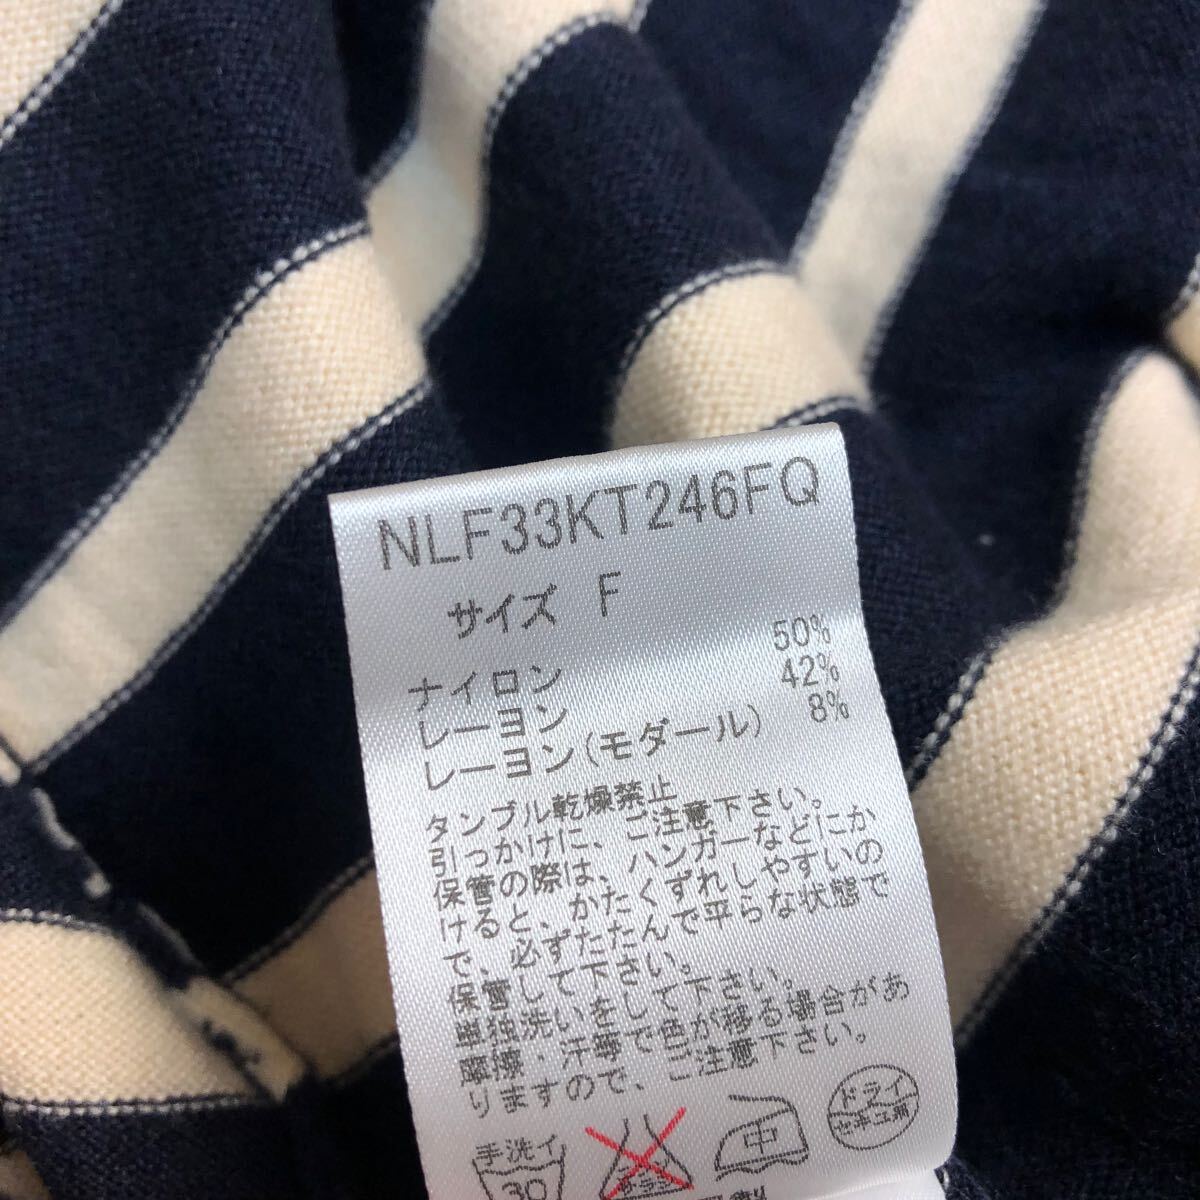 NLF33KT246FQ
サイズ F
ナイロン 50%
レーヨン 42%
レーヨン(モダール) 8%
タンブル乾燥禁止
引っかけに、ご注意下さい。
保管の際は、ハンガーなどにか
けると、かたくずれしやすいの
で、必ずたたんで平らな状態で
保管して下さい。
単独洗いをして下さい。
摩擦・汗等で色が移る場合があ
りますので、ご注意下さい。
手洗イ 30
中
ドライ
セキユ系